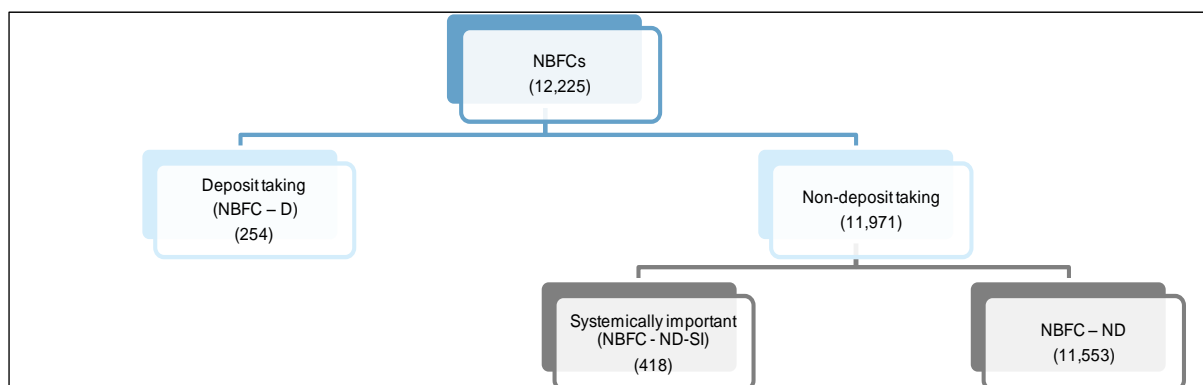 NBFCs
(12,225)
Deposit taking
(NBFC – D)
(254)
Non-deposit taking
(11,971)
Systemically important
(NBFC - ND-SI)
(418)
NBFC – ND
(11,553)